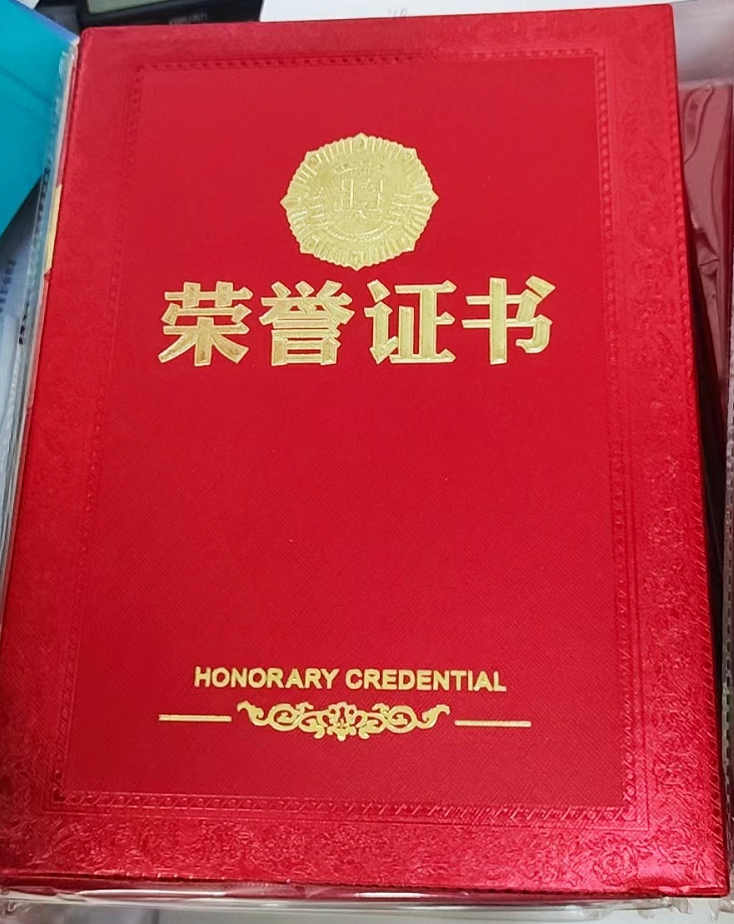 荣誉证书
HONORARY CREDENTIAL